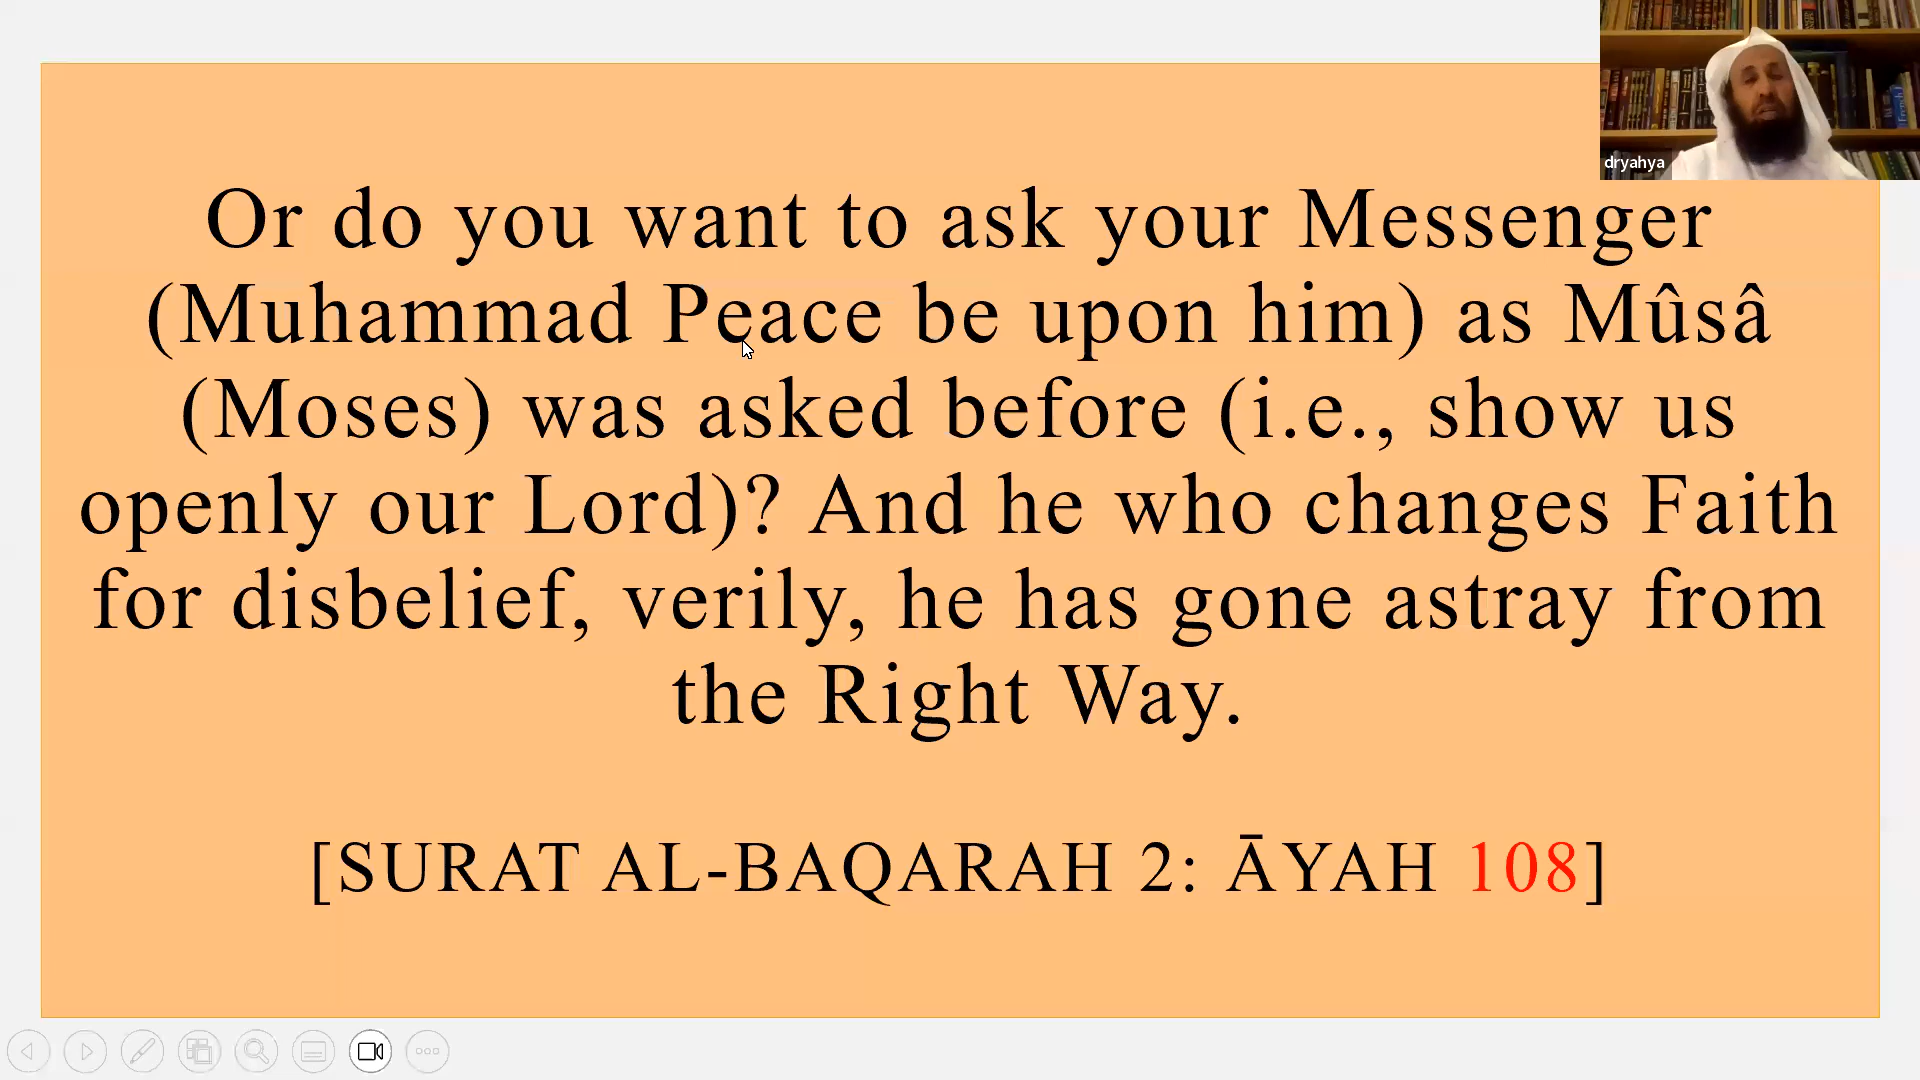 Or do you want to ask your Messenger
(Muhammad Peace be upon him) as Mûsâ
(Moses) was asked before (i.e., show us
openly our Lord)? And he who changes Faith
for disbelief, verily, he has gone astray from
the Right Way.
[SURAT AL-BAQARAH 2: ĀYAH 108]
dryahya